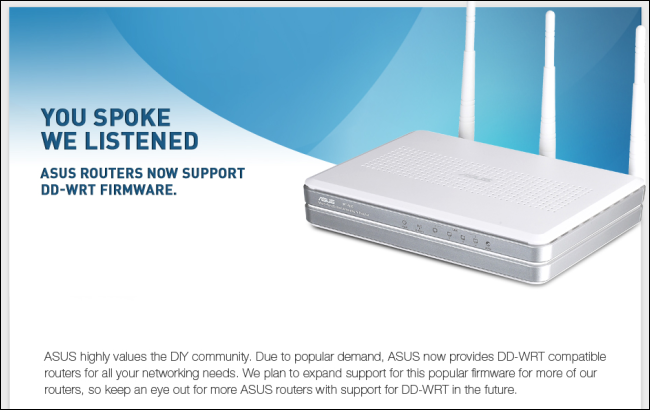 YOU SPOKE
WE LISTENED
ASUS ROUTERS NOW SUPPORT
DD-WRT FIRMWARE.
ASUS
ASUS
ASUS highly values the DIY community. Due to popular demand, ASUS now provides DD-WRT compatible
routers for all your networking needs. We plan to expand support for this popular firmware for more of our
routers, so keep an eye out for more ASUS routers with support for DD-WRT in the future.